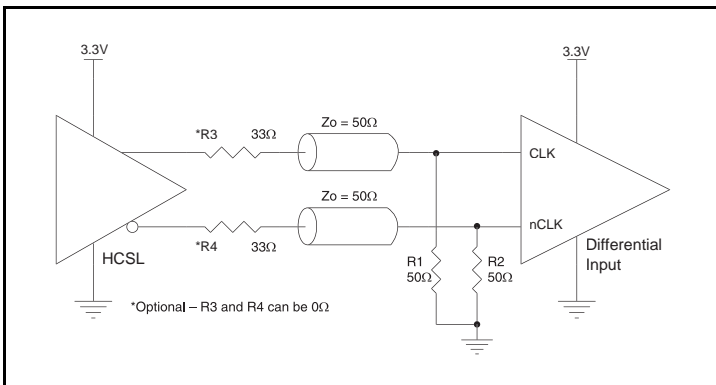 3.3V
3.3V
*R3 33Ω
Zo = 50Ω
CLK
Zo = 50Ω
*R4 33Ω
nCLK
HCSL
R1
50Ω
R2
50Ω
Differential
Input
*Optional – R3 and R4 can be 0Ω